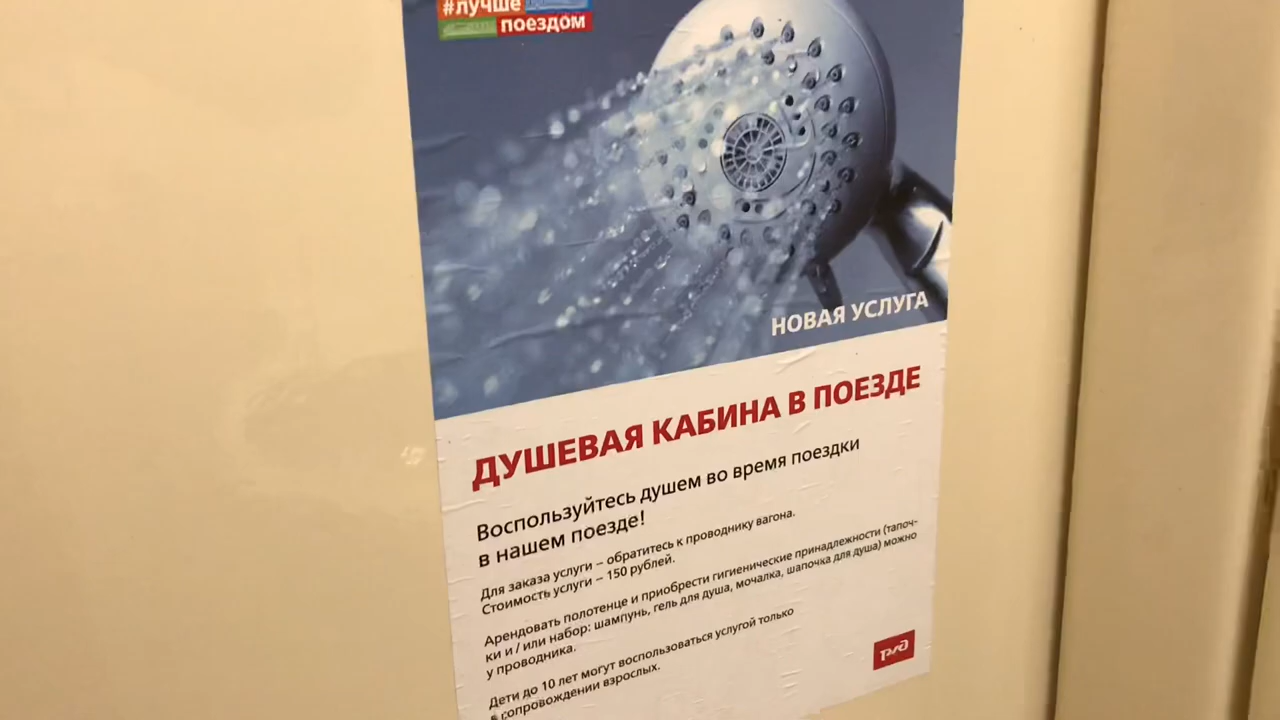 #лучше
поездом
НОВАЯ УСЛУГА
ДУШЕВАЯ КАБИНА В ПОЕЗДЕ
Воспользуйтесь душем во время поездки
в нашем поезде!
Для заказа услуги – обратитесь к проводнику вагона.
Стоимость услуги – 150 рублей.
Арендовать полотенце и приобрести гигиенические принадлежности (тапоч-
ки и / или набор: шампунь, гель для душа, мочалка, шапочка для душа) можно
у проводника.
Дети до 10 лет могут воспользоваться услугой только
в сопровождении взрослых.
ржд